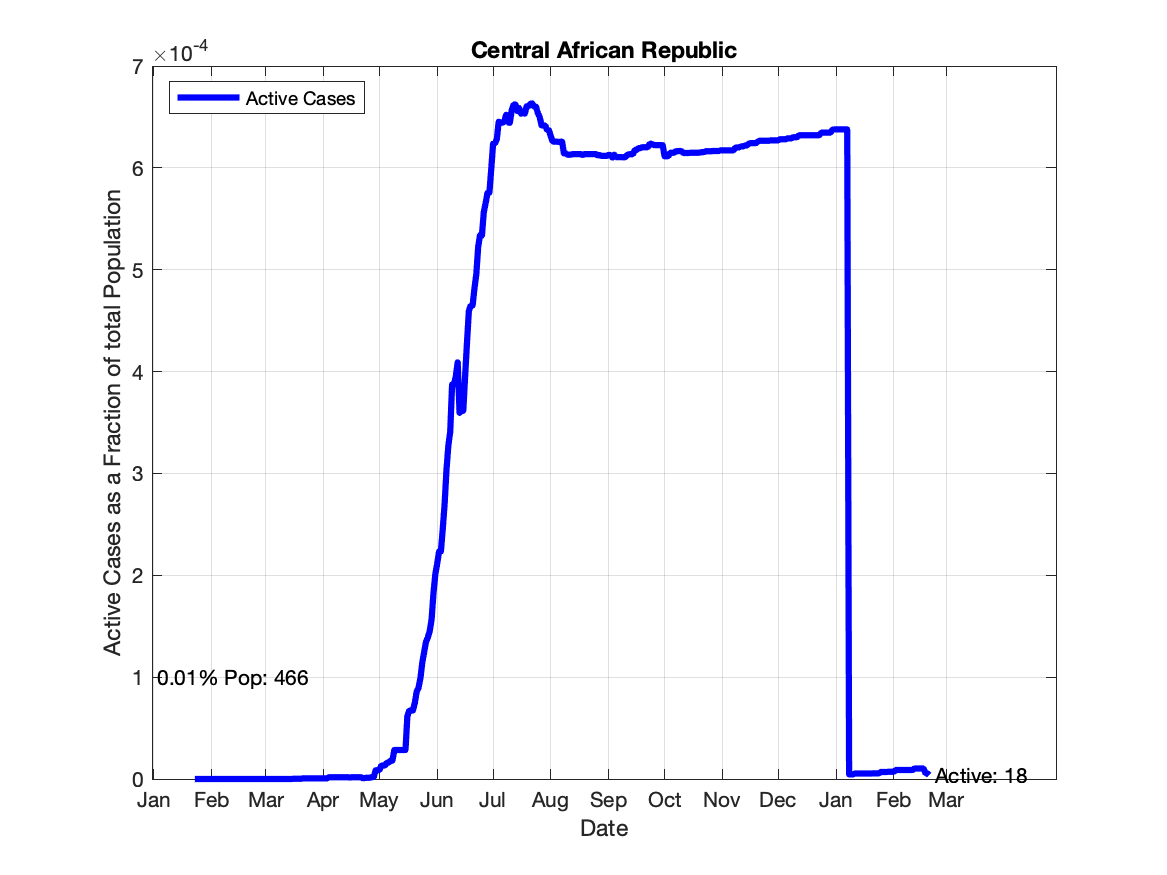 Central African Republic
×10-4
7
6
5
4
3
2
1
0
Active Cases as a Fraction of total Population
Active Cases
0.01% Pop: 466
Active: 18
Jan Feb Mar Apr May Jun Jul Aug Sep Oct Nov Dec Jan Feb Mar
Date